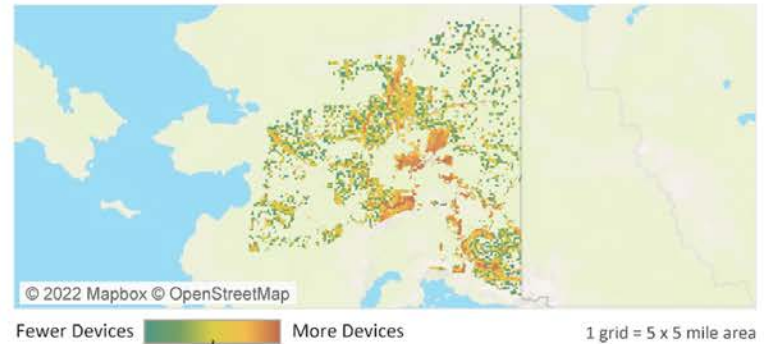 © 2022 Mapbox © OpenStreetMap
Fewer Devices More Devices 1 grid = 5 x 5 mile area